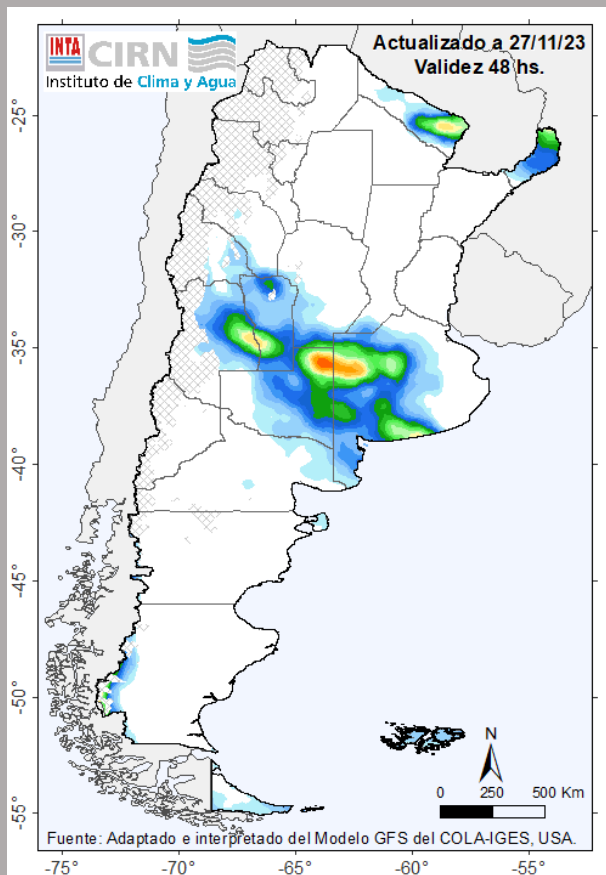 INTA CIRN
Instituto de Clima y Agua
Actualizado a 27/11/23
Validez 48 hs.
-25°
-30°
-35°
-40°
-45°
-50°
-55°
N
0 250 500 Km
Fuente: Adaptado e interpretado del Modelo GFS del COLA-IGES, USA.
-75° -70° -65° -60° -55°